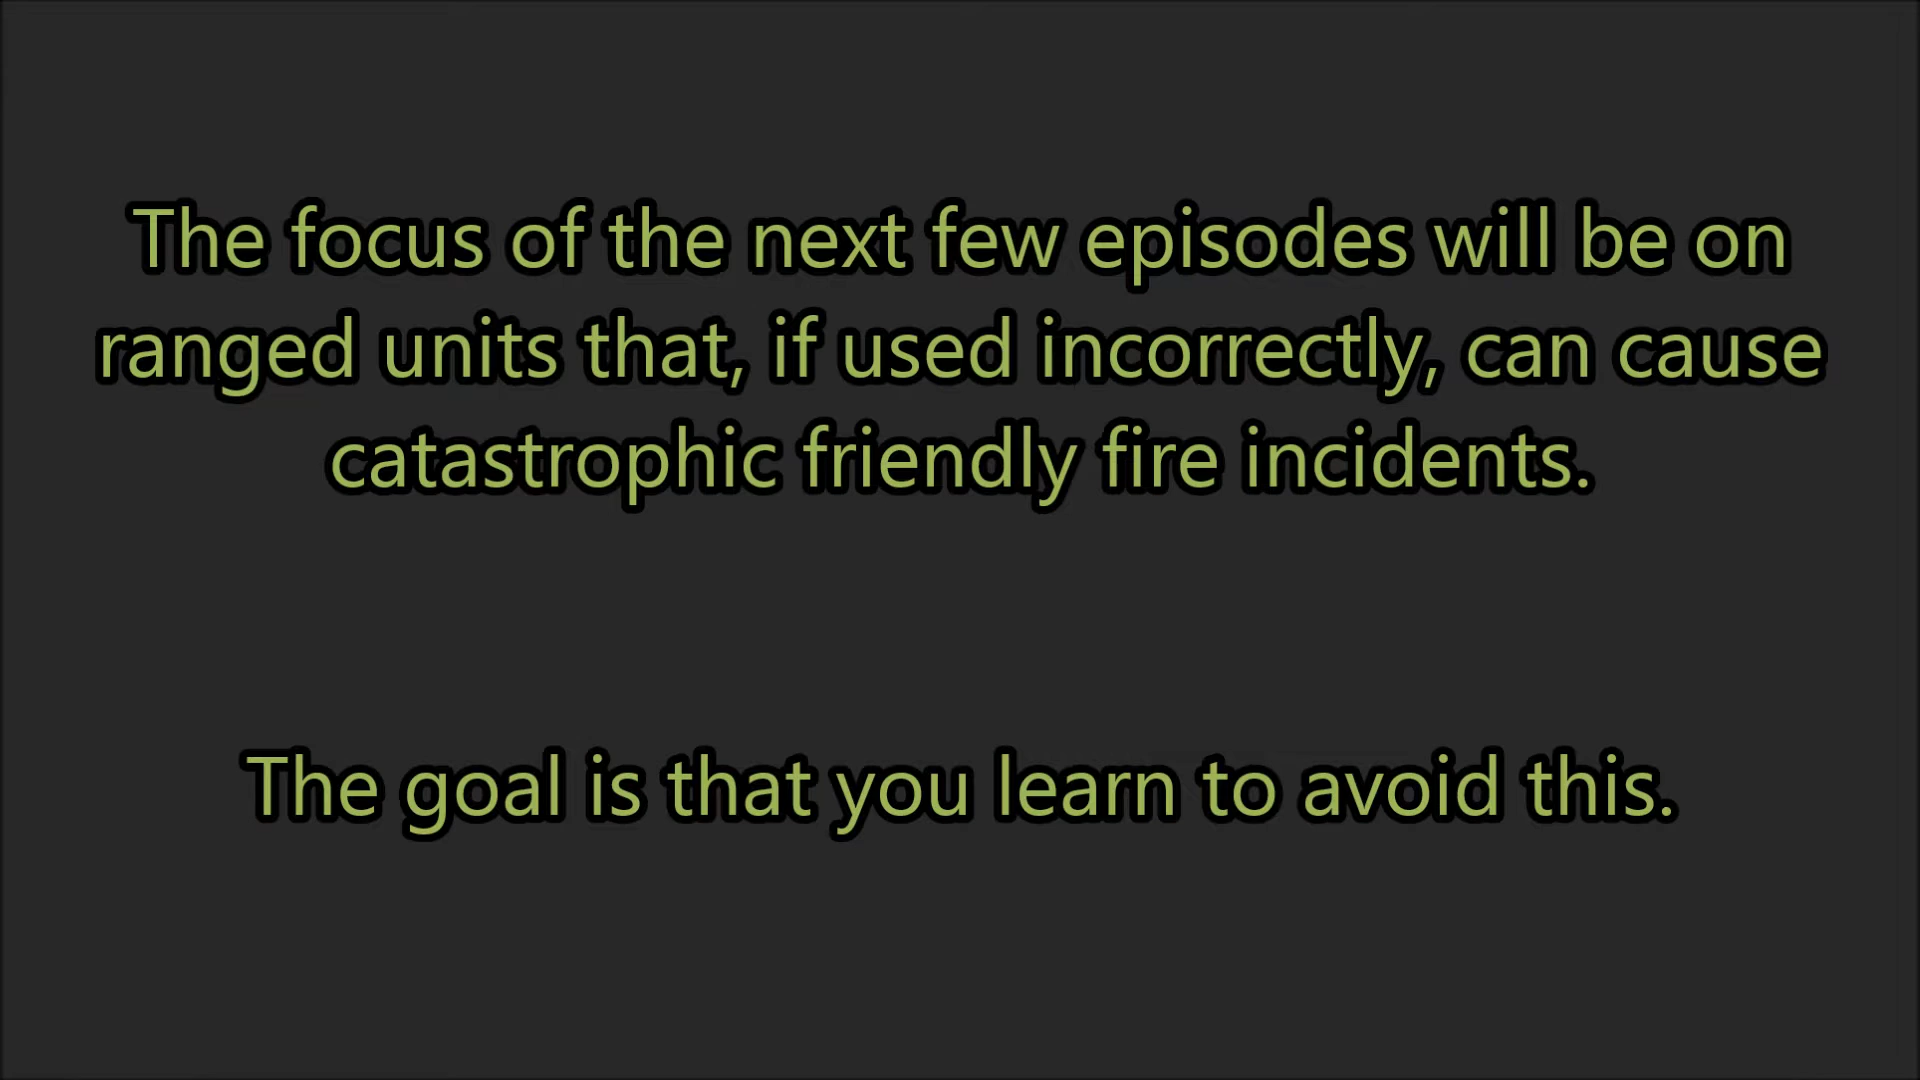 The focus of the next few episodes will be on
ranged units that, if used incorrectly, can cause
catastrophic friendly fire incidents.
The goal is that you learn to avoid this.